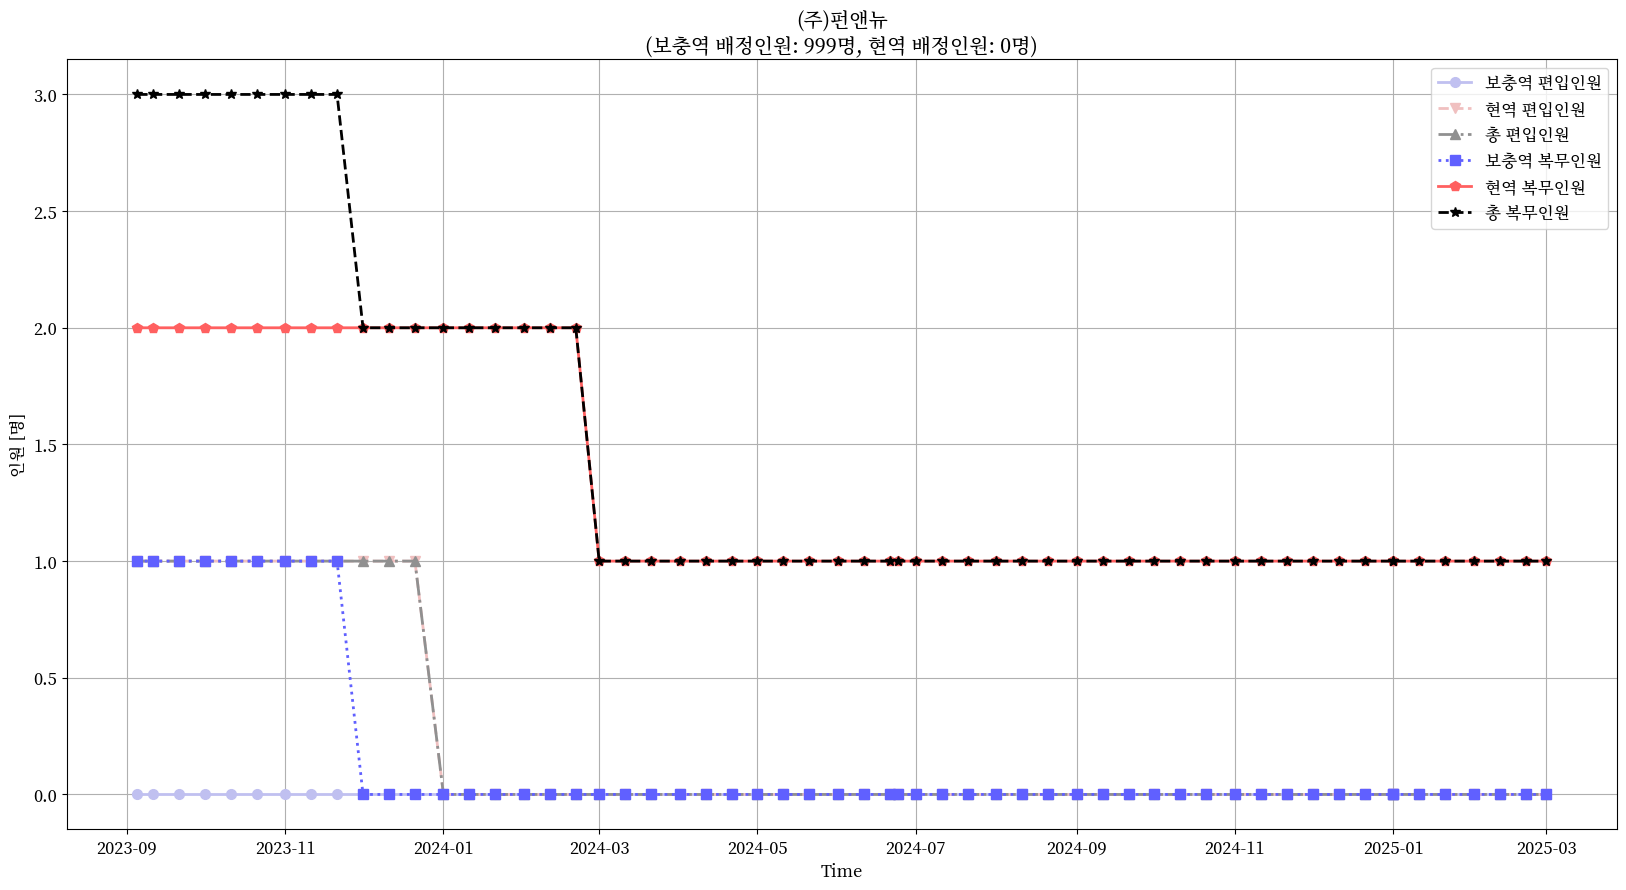 (주)펀앤뉴
(보충역 배정인원: 999명, 현역 배정인원: 0명)
보충역 편입인원
현역 편입인원
총 편입인원
보충역 복무인원
현역 복무인원
총 복무인원
인원 [명]
3.0
2.5
2.0
1.5
1.0
0.5
0.0
2023-09
2023-11
2024-01
2024-03
2024-05
2024-07
2024-09
2024-11
2025-01
2025-03
Time